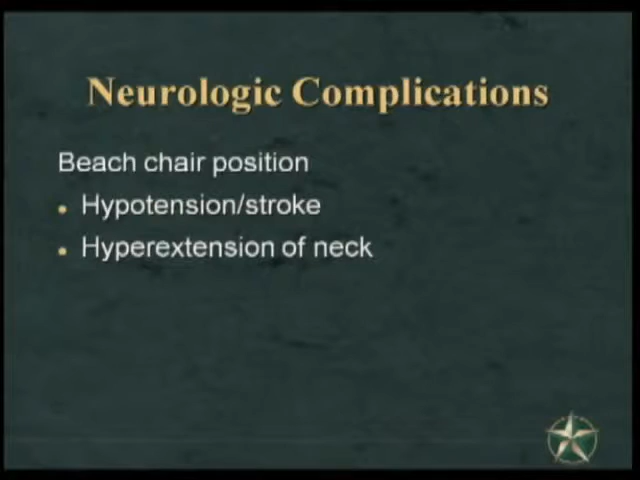 Neurologic Complications
Beach chair position
• Hypotension/stroke
• Hyperextension of neck